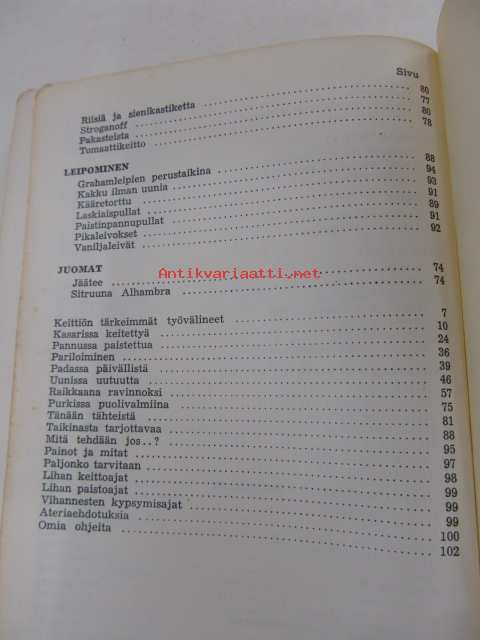 Sivu
Riisiä ja sienikastiketta 80
Stroganoff 77
Pakasteista 80
Tomaattikeitto 78
LEIPOMINEN
Grahamleipien perustaikina 88
Kakku ilman uunia 94
Kääretorttu 93
Laskiaispullat 91
Paistinpannupullat 89
Pikaleivokset 91
Vaniljaleivät 92
JUOMAT
Antikvariaatti.net
Jäätee 74
Sitruuna Alhambra 74
Keittiön tärkeimmät työvälineet 7
Kasarissa keitettyä 10
Pannussa paistettua 24
Pariloiminen 36
Padassa päivällistä 39
Uunissa uutuutta 46
Raikkaana ravinnoksi 57
Purkissa puolivalmiina 75
Tänään tähteistä 81
Taikinasta tarjottavaa 88
Mitä tehdään jos..? 95
Painot ja mitat 97
Paljonko tarvitaan 98
Lihan keittoajat 99
Lihan paistoajat 99
Vihannesten kypsymisajat 99
Ateriaehdotuksia 100
Omia ohjeita 102